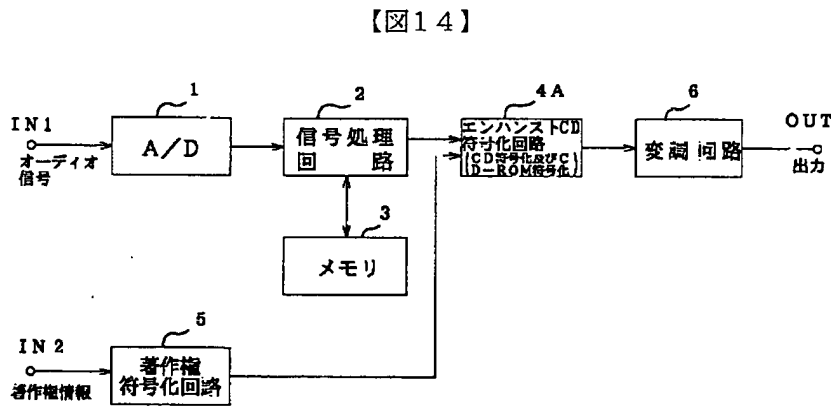 【図14】
1
2
4A
6
IN1
オーディオ
信号
A/D
信号処理
回路
エンハンストCD
符号化回路
(CD符号化及びC)
(D-ROM符号化)
変調回路
OUT
出力
3
メモリ
5
IN2
著作権情報
著作権
符号化回路